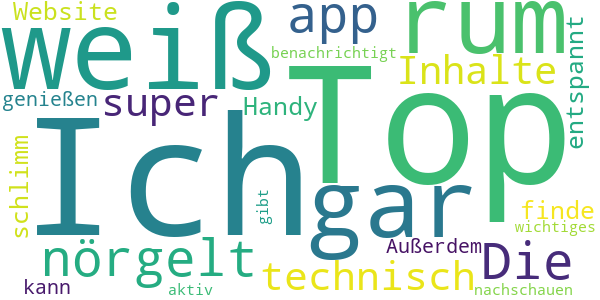 Website
weiß
app
rum
benachrichtigt
entspannt
Inhalte
genießen
super
Handy
Top
Ich
gar
schlimm
gibt
finde
wichtiges
nörgelt
Außerdem
Die
technisch
kann
aktiv
nachschauen